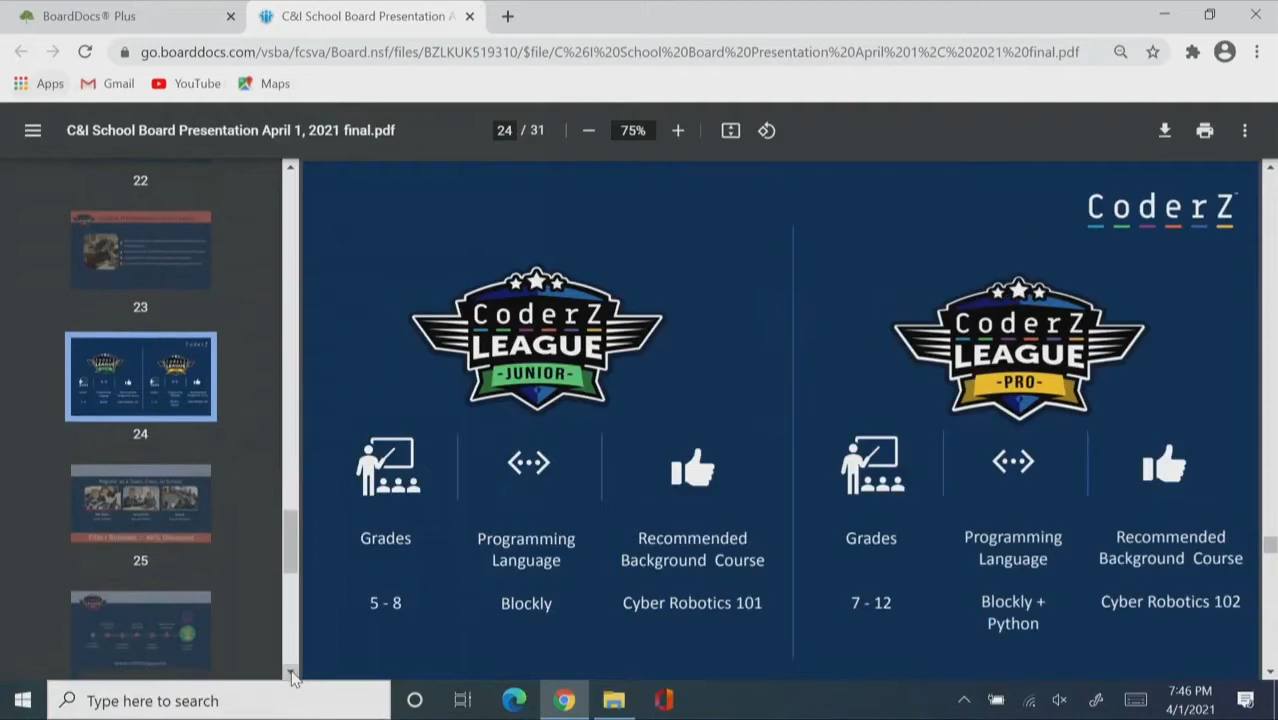 BoardDocs® Plus
C&I School Board Presentation A
go.boarddocs.com/vsba/fcsva/Board.nsf/files/BZLKUK519310/$file/C%26I%20School%20Board%20Presentation%20April%201%2C%202021%20final.pdf
Apps Gmail YouTube Maps
C&I School Board Presentation April 1, 2021 final.pdf
24 / 31
75%
22
23
24
25
CoderZ™
CoderZ
LEAGUE
-JUNIOR-
Grades
Programming
Language
Recommended
Background Course
5 - 8
Blockly
Cyber Robotics 101
CoderZ
LEAGUE
-PRO-
Grades
Programming
Language
Recommended
Background Course
7 - 12
Blockly +
Python
Cyber Robotics 102
Type here to search
7:46 PM
4/1/2021